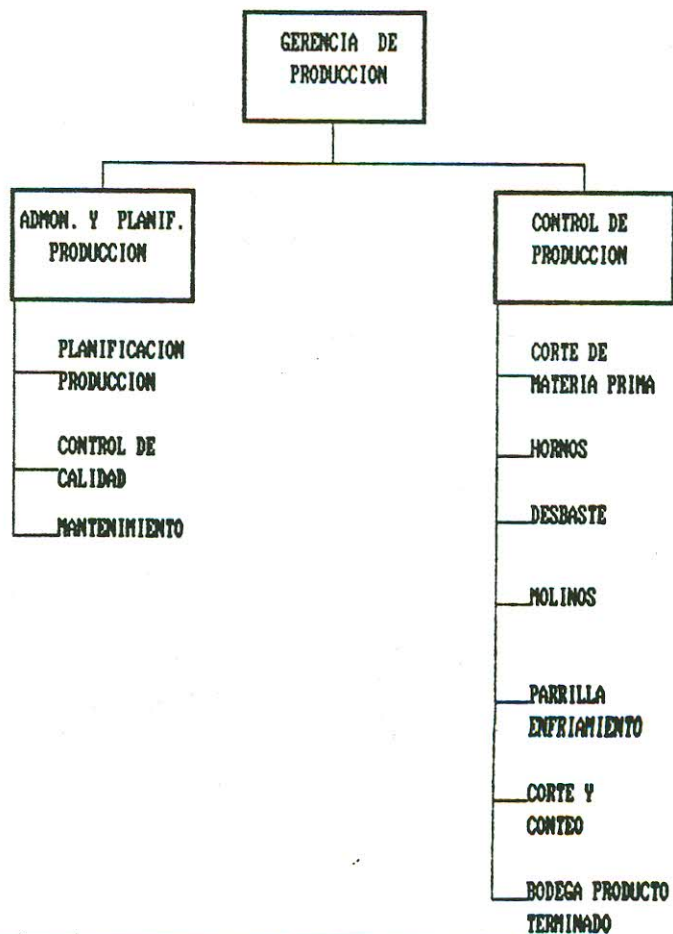 GERENCIA DE
PRODUCCION
ADMON. Y PLANIF.
PRODUCCION
PLANIFICACION
PRODUCCION
CONTROL DE
CALIDAD
MANTENIMIENTO
CONTROL DE
PRODUCCION
CORTE DE
MATERIA PRIMA
HORNOS
DESBASTE
MOLINOS
PARRILLA
ENFRIAMIENTO
CORTE Y
CONTEO
BODEGA PRODUCTO
TERMINADO